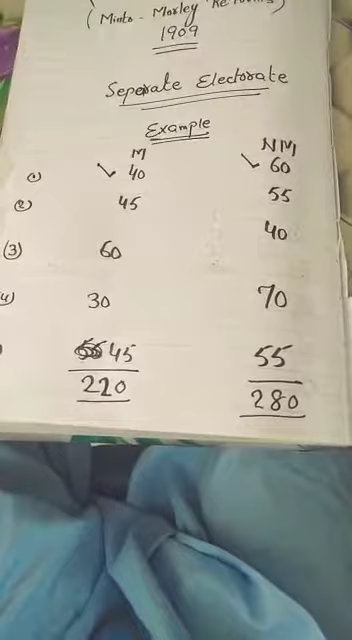 (Minto - Morley Reforms)
1909
Seperate Electorate
Example
M NM
(1) 40 60
(2) 45 55
(3) 60 40
(4) 30 70
) 45 55
220 280